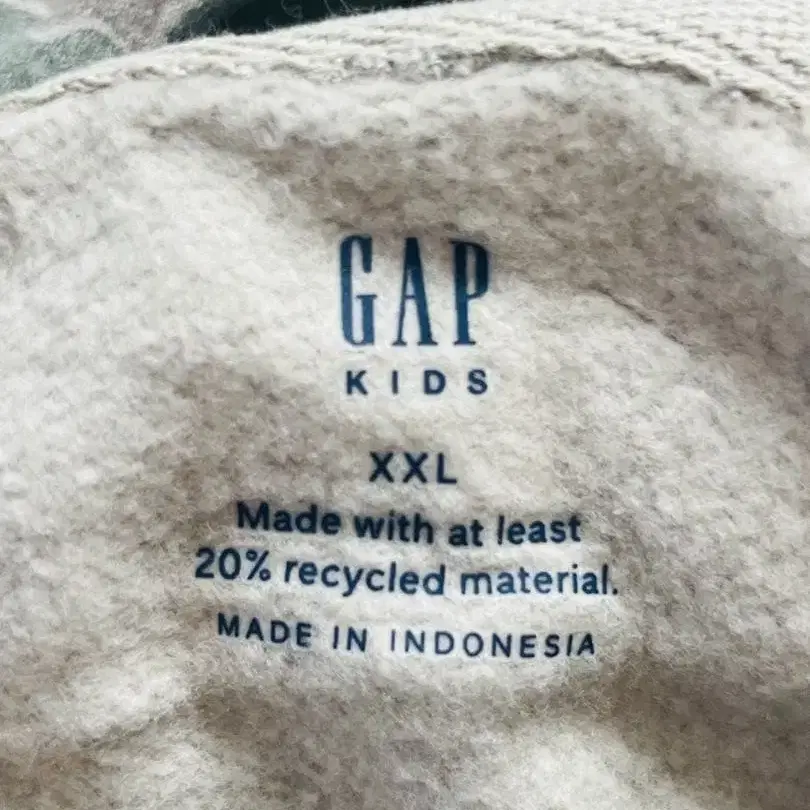 GAP
KIDS
XXL
Made with at least
20% recycled material.
MADE IN INDONESIA